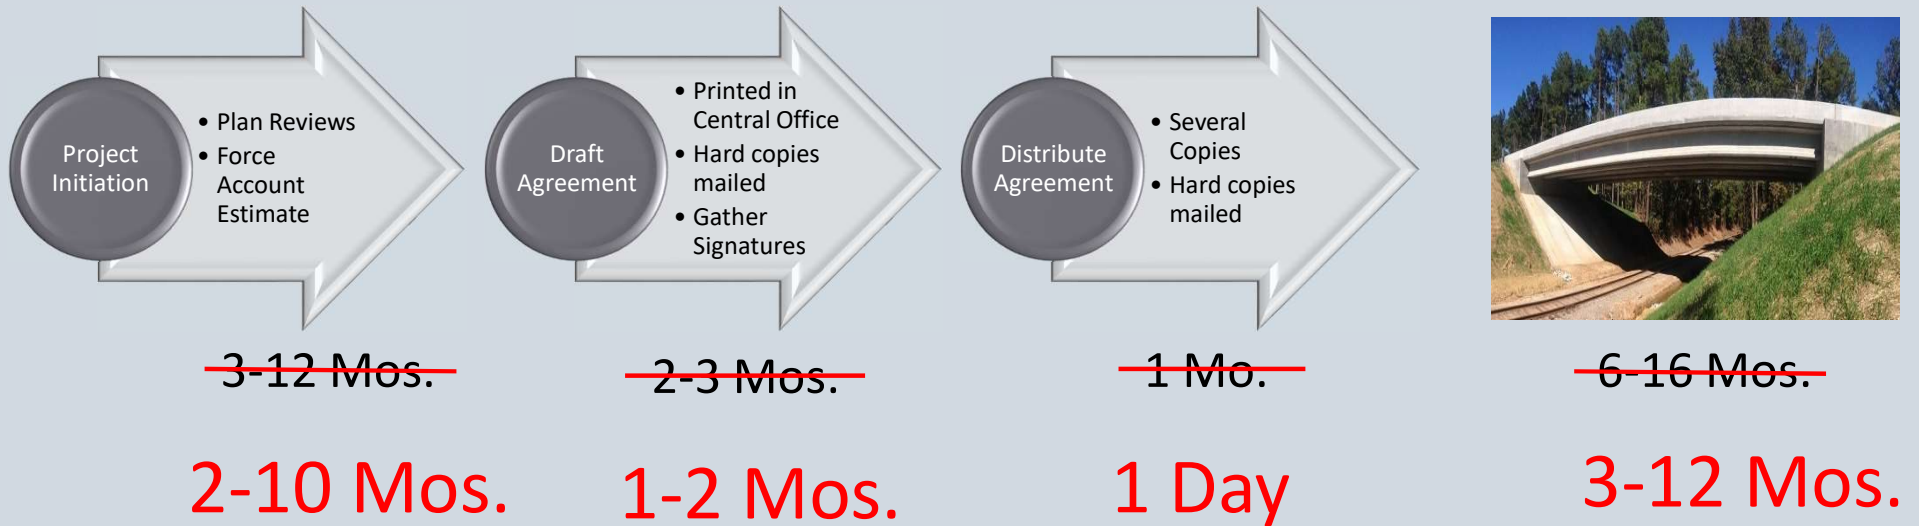 Project
Initiation
• Plan Reviews
• Force
Account
Estimate
Draft
Agreement
• Printed in
Central Office
• Hard copies
mailed
• Gather
Signatures
Distribute
Agreement
• Several
Copies
• Hard copies
mailed
3-12 Mos.
2-3 Mos.
1 Mo.
6-16 Mos.
2-10 Mos.
1-2 Mos.
1 Day
3-12 Mos.